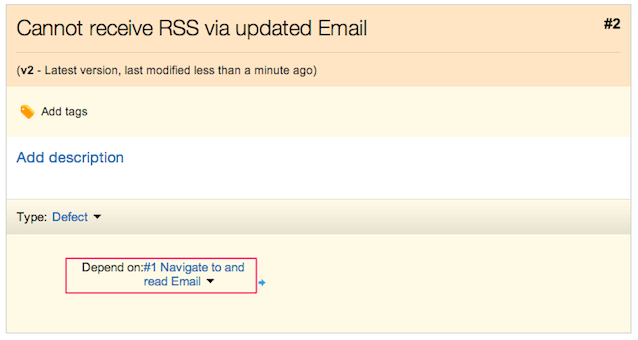 Cannot receive RSS via updated Email
#2
(v2 - Latest version, last modified less than a minute ago)
Add tags
Add description
Type: Defect
Depend on:#1 Navigate to and
read Email